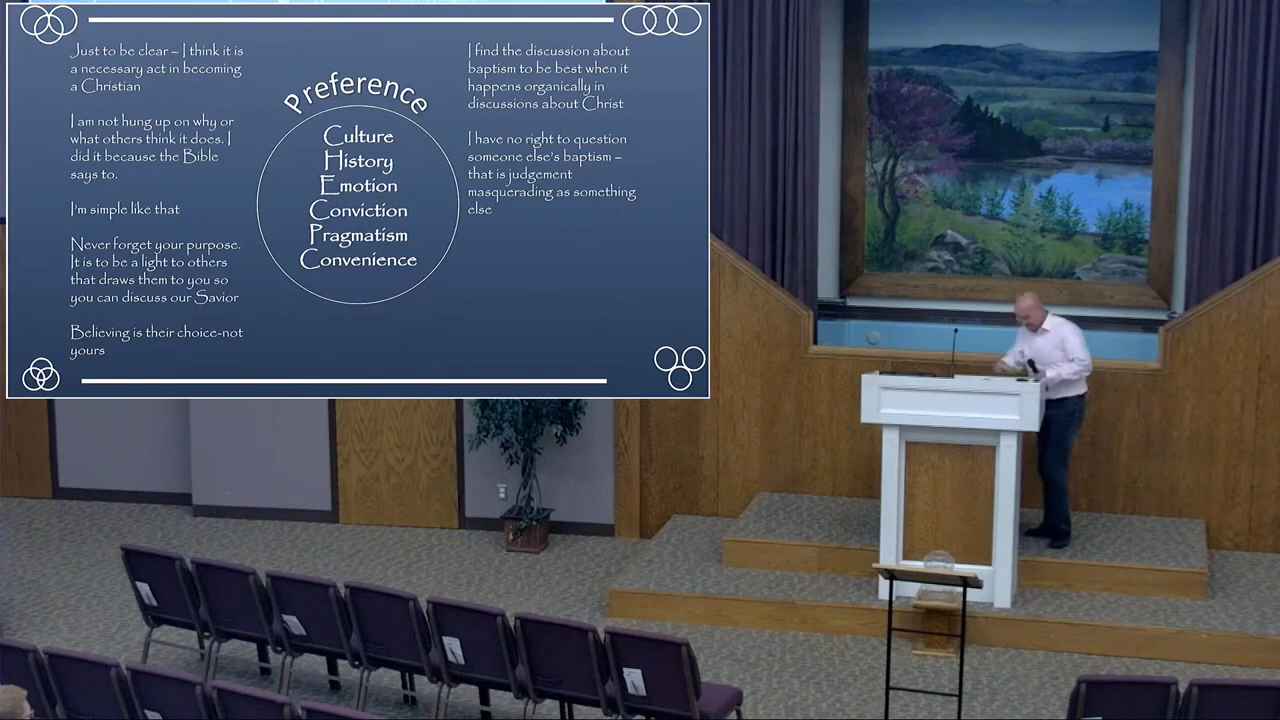 Just to be clear – I think it is
a necessary act in becoming
a Christian
I am not hung up on why or
what others think it does. I
did it because the Bible
says to.
I'm simple like that
Never forget your purpose.
It is to be a light to others
that draws them to you so
you can discuss our Savior
Believing is their choice-not
yours
Preference
Culture
History
Emotion
Conviction
Pragmatism
Convenience
I find the discussion about
baptism to be best when it
happens organically in
discussions about Christ
I have no right to question
someone else's baptism –
that is judgement
masquerading as something
else